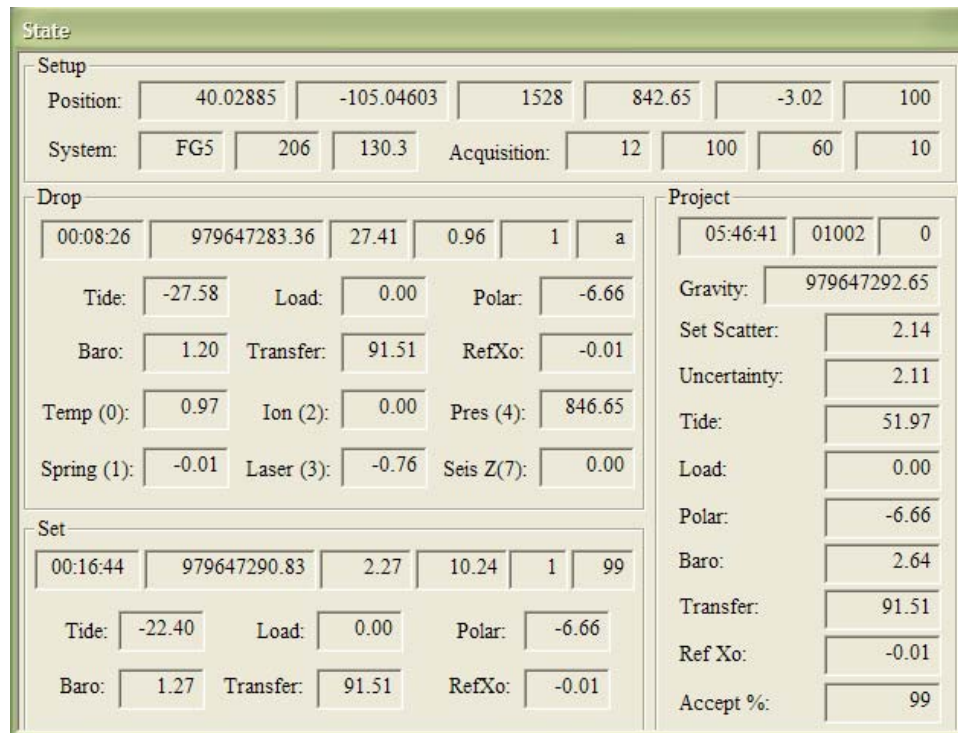 State
Setup
Position: 40.02885 -105.04603 1528 842.65 -3.02 100
System: FG5 206 130.3 Acquisition: 12 100 60 10
Drop
00:08:26 979647283.36 27.41 0.96 1 a
Tide: -27.58 Load: 0.00 Polar: -6.66
Baro: 1.20 Transfer: 91.51 RefXo: -0.01
Temp (0): 0.97 Ion (2): 0.00 Pres (4): 846.65
Spring (1): -0.01 Laser (3): -0.76 Seis Z(7): 0.00
Set
00:16:44 979647290.83 2.27 10.24 1 99
Tide: -22.40 Load: 0.00 Polar: -6.66
Baro: 1.27 Transfer: 91.51 RefXo: -0.01
Project
05:46:41 01002 0
Gravity: 979647292.65
Set Scatter: 2.14
Uncertainty: 2.11
Tide: 51.97
Load: 0.00
Polar: -6.66
Baro: 2.64
Transfer: 91.51
Ref Xo: -0.01
Accept %: 99